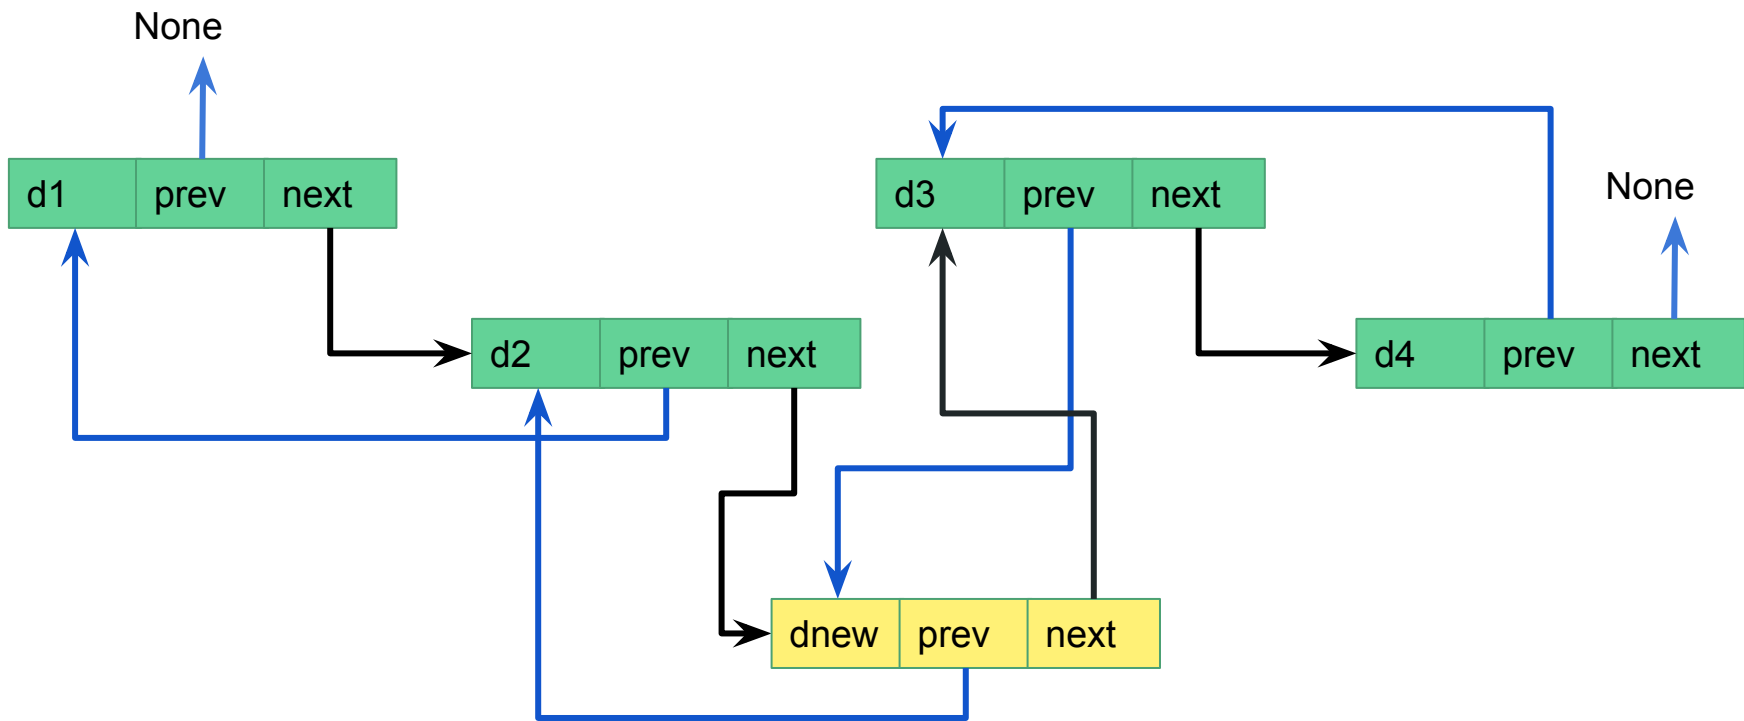 None
d1 prev next
d3 prev next
None
d2 prev next
d4 prev next
dnew prev next